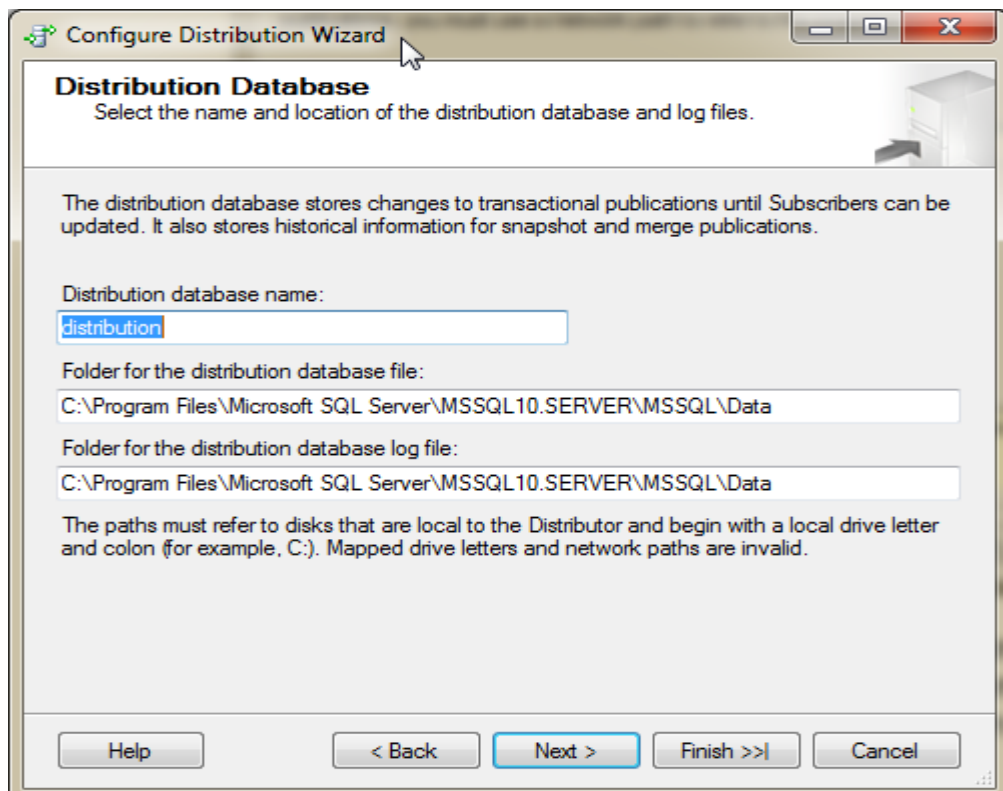 Configure Distribution Wizard
Distribution Database
Select the name and location of the distribution database and log files.
The distribution database stores changes to transactional publications until Subscribers can be
updated. It also stores historical information for snapshot and merge publications.
Distribution database name:
distribution
Folder for the distribution database file:
C:\Program Files\Microsoft SQL Server\MSSQL10.SERVER\MSSQL\Data
Folder for the distribution database log file:
C:\Program Files\Microsoft SQL Server\MSSQL10.SERVER\MSSQL\Data
The paths must refer to disks that are local to the Distributor and begin with a local drive letter
and colon (for example, C:). Mapped drive letters and network paths are invalid.
Help < Back Next > Finish >>| Cancel